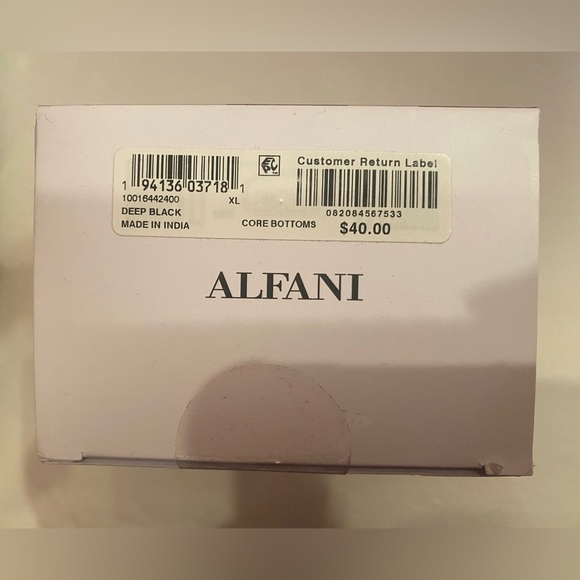 1 94136 03718 1
10016442400 XL
DEEP BLACK
MADE IN INDIA
CORE BOTTOMS
Customer Return Label
082084567533
$40.00
ALFANI